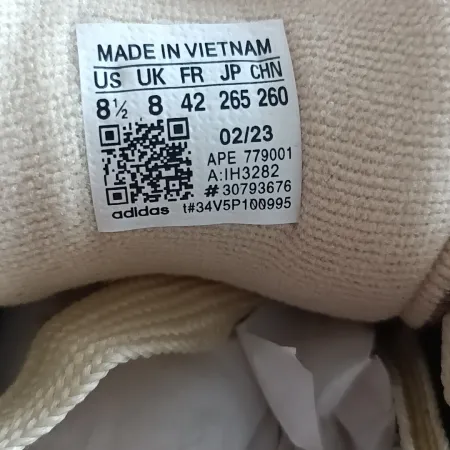 MADE IN VIETNAM
US UK FR JP CHN
8½ 8 42 265 260
02/23
APE 779001
A:IH3282
#30793676
adidas t#34V5P100995